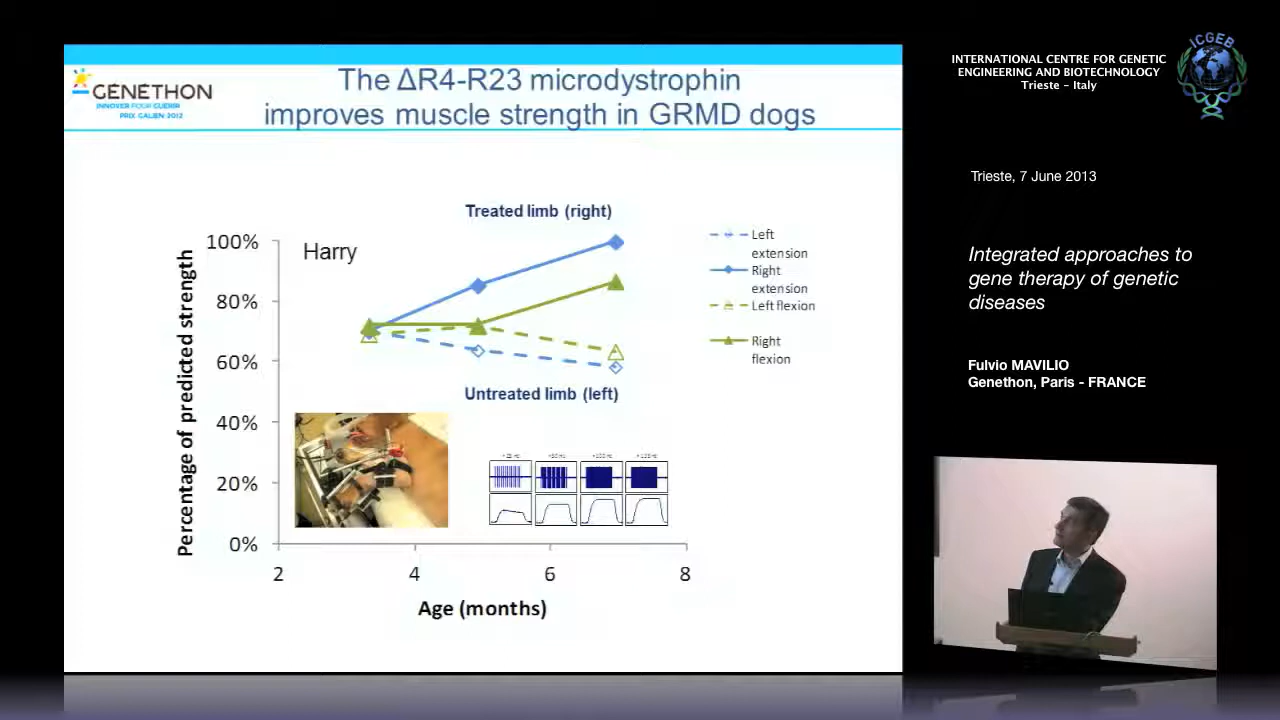 GENETHON
INNOVER POUR GUÉRIR
PRIX GALIEN 2012
The ΔR4-R23 microdystrophin
improves muscle strength in GRMD dogs
Treated limb (right)
Harry
Percentage of predicted strength
100%
80%
60%
40%
20%
0%
Untreated limb (left)
2
4
6
8
Age (months)
Left
extension
Right
extension
Left flexion
Right
flexion
ICGEB
INTERNATIONAL CENTRE FOR GENETIC
ENGINEERING AND BIOTECHNOLOGY
Trieste - Italy
Trieste, 7 June 2013
Integrated approaches to
gene therapy of genetic
diseases
Fulvio MAVILIO
Genethon, Paris - FRANCE